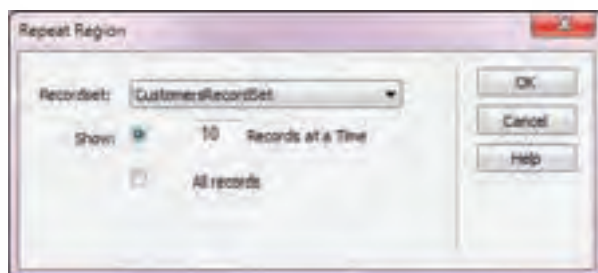 Repeat Region
Recordset: CustomersRecordSet
OK
Show: 10 Records at a Time
Cancel
All records
Help